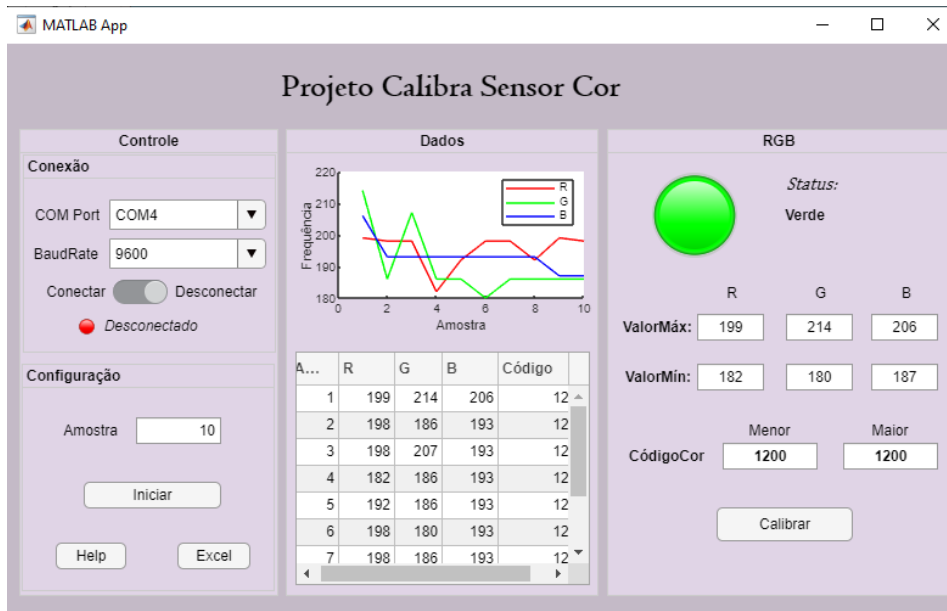 MATLAB App
Projeto Calibra Sensor Cor
Controle
Conexão
COM Port COM4
BaudRate 9600
Conectar Desconectar
Desconectado
Configuração
Amostra 10
Iniciar
Help Excel
Dados
220
210
200
190
180
Frequência
R
G
B
0 2 4 6 8 10
Amostra
A... R G B Código
1 199 214 206 12
2 198 186 193 12
3 198 207 193 12
4 182 186 193 12
5 192 186 193 12
6 198 180 193 12
7 198 186 193 12
RGB
Status:
Verde
R G B
ValorMáx: 199 214 206
ValorMín: 182 180 187
Menor Maior
CódigoCor 1200 1200
Calibrar